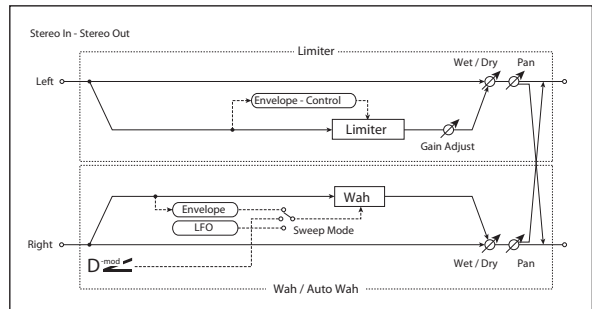 Stereo In - Stereo Out
Limiter
Wet / Dry
Pan
Left
Envelope - Control
Limiter
Gain Adjust
Envelope
Wah
LFO
Sweep Mode
Right
D-mod
Wet / Dry
Pan
Wah / Auto Wah